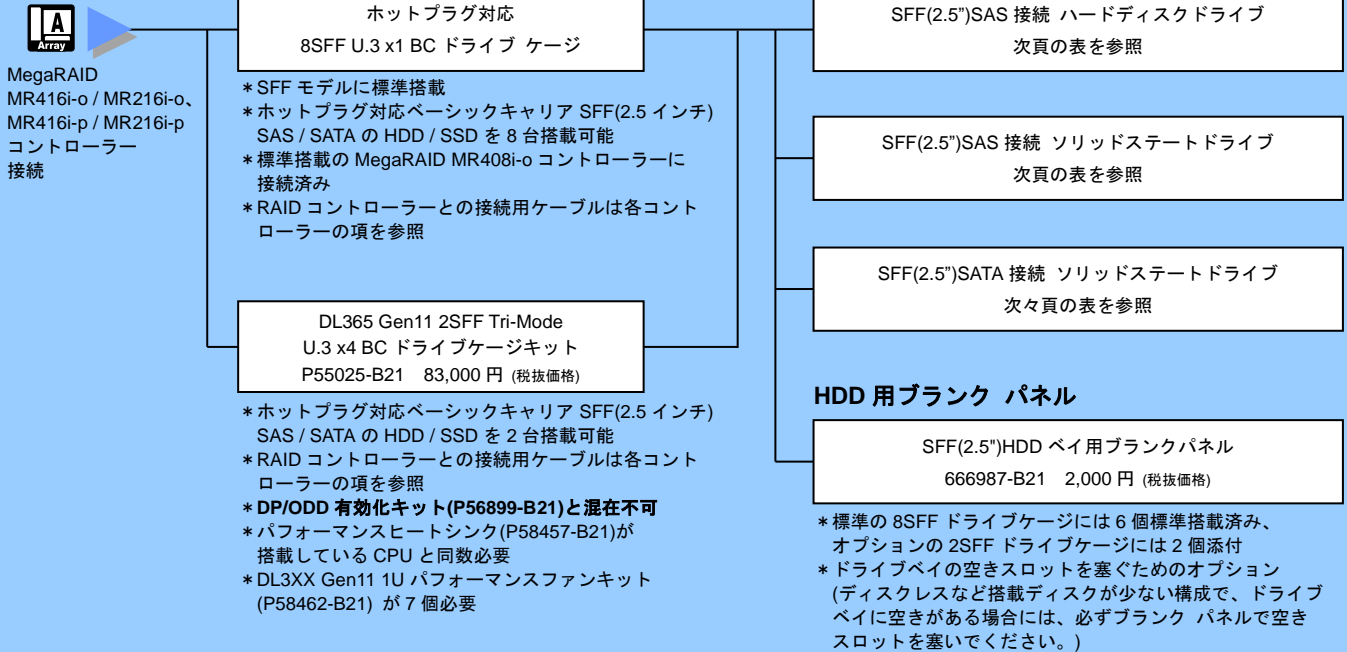 A
Array
MegaRAID
MR416i-o / MR216i-o、
MR416i-p / MR216i-p
コントローラー
接続
ホットプラグ対応
8SFF U.3 x1 BC ドライブ ケージ
＊SFF モデルに標準搭載
＊ホットプラグ対応ベーシックキャリア SFF(2.5 インチ)
SAS / SATA の HDD / SSD を 8 台搭載可能
＊標準搭載の MegaRAID MR408i-o コントローラーに
接続済み
＊RAID コントローラーとの接続用ケーブルは各コント
ローラーの項を参照
DL365 Gen11 2SFF Tri-Mode
U.3 x4 BC ドライブケージキット
P55025-B21 83,000 円 (税抜価格)
＊ホットプラグ対応ベーシックキャリア SFF(2.5 インチ)
SAS / SATA の HDD / SSD を 2 台搭載可能
＊RAID コントローラーとの接続用ケーブルは各コント
ローラーの項を参照
＊DP/ODD 有効化キット(P56899-B21)と混在不可
＊パフォーマンスヒートシンク(P58457-B21)が
搭載している CPU と同数必要
＊DL3XX Gen11 1U パフォーマンスファンキット
(P58462-B21) が 7 個必要
SFF(2.5”)SAS 接続 ハードディスクドライブ
次頁の表を参照
SFF(2.5”)SAS 接続 ソリッドステートドライブ
次頁の表を参照
SFF(2.5”)SATA 接続 ソリッドステートドライブ
次々頁の表を参照
HDD 用ブランク パネル
SFF(2.5")HDD ベイ用ブランクパネル
666987-B21 2,000 円 (税抜価格)
＊標準の 8SFF ドライブケージには 6 個標準搭載済み、
オプションの 2SFF ドライブケージには 2 個添付
＊ドライブベイの空きスロットを塞ぐためのオプション
(ディスクレスなど搭載ディスクが少ない構成で、ドライブ
ベイに空きがある場合には、必ずブランク パネルで空き
スロットを塞いでください。)